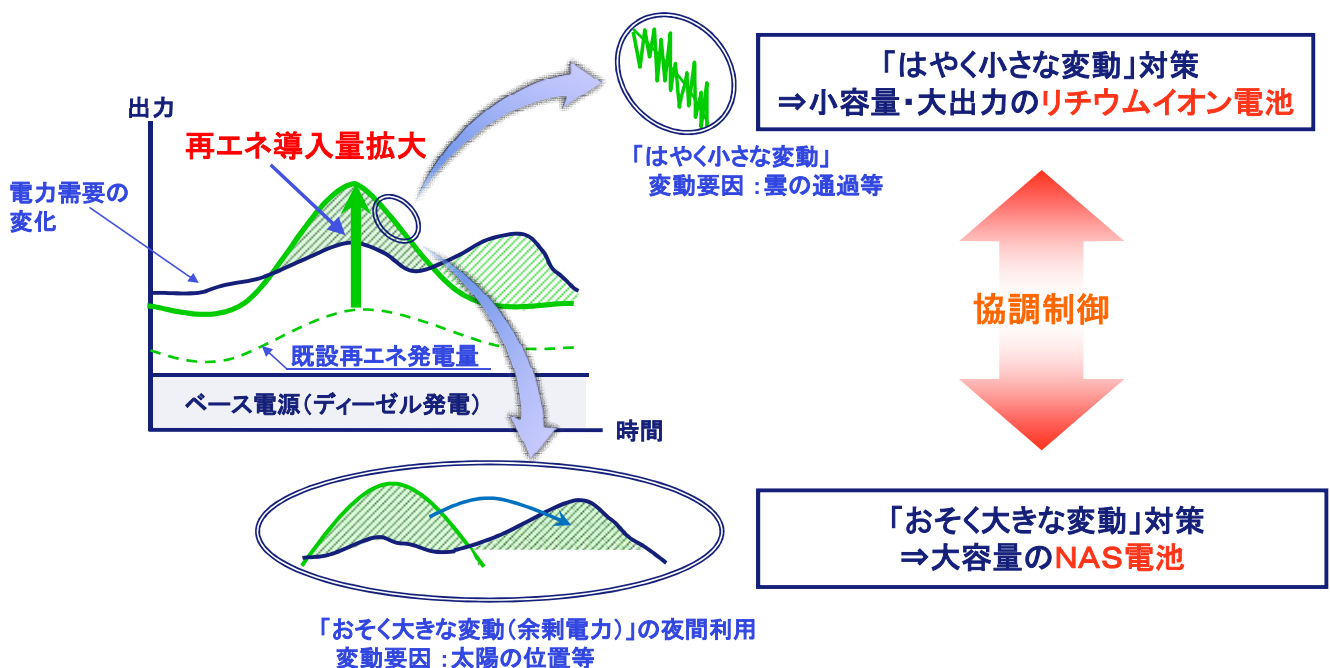 「はやく小さな変動」対策
⇒小容量・大出力のリチウムイオン電池
出力
再エネ導入量拡大
「はやく小さな変動」
変動要因：雲の通過等
電力需要の
変化
協調制御
既設再エネ発電量
ベース電源（ディーゼル発電）
時間
「おそく大きな変動」対策
⇒大容量のNAS電池
「おそく大きな変動（余剰電力）」の夜間利用
変動要因：太陽の位置等